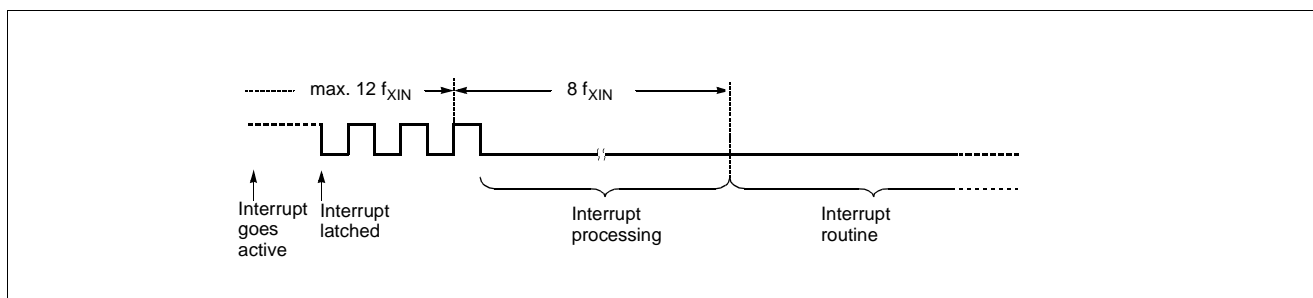 max. 12 fXIN
8 fXIN
Interrupt
goes
active
Interrupt
latched
Interrupt
processing
Interrupt
routine